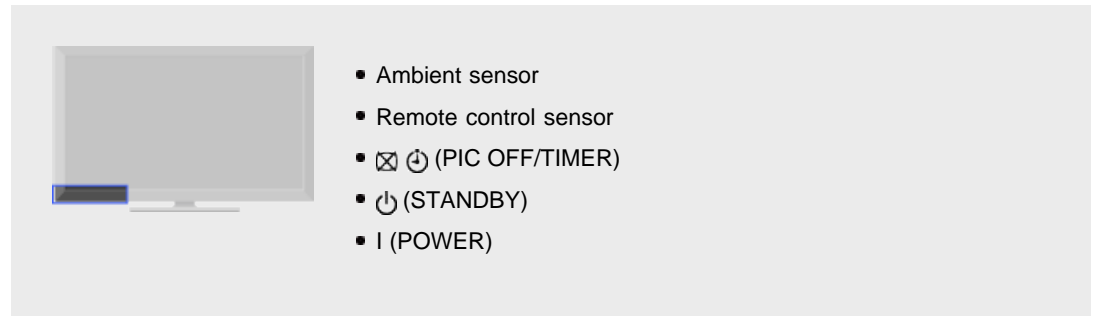 • Ambient sensor
• Remote control sensor
• (PIC OFF/TIMER)
• ⏻ (STANDBY)
• I (POWER)